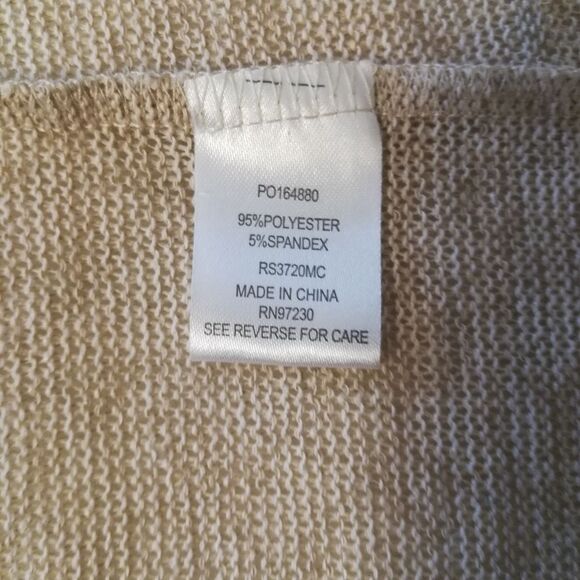 PO164880
95%POLYESTER
5%SPANDEX
RS3720MC
MADE IN CHINA
RN97230
SEE REVERSE FOR CARE